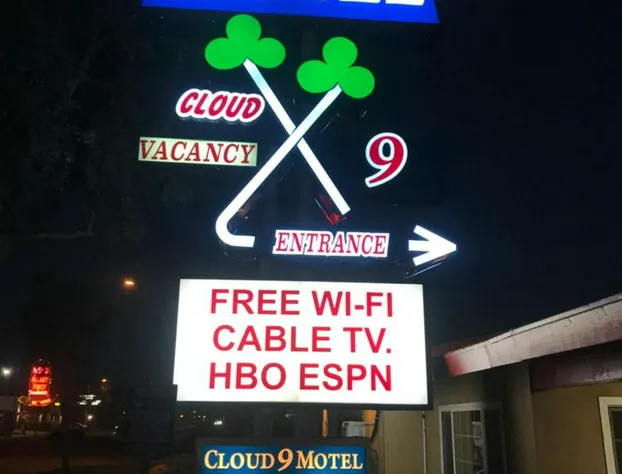 CLOUD
9
VACANCY
ENTRANCE
FREE WI-FI
CABLE TV.
HBO ESPN
CLOUD 9 MOTEL